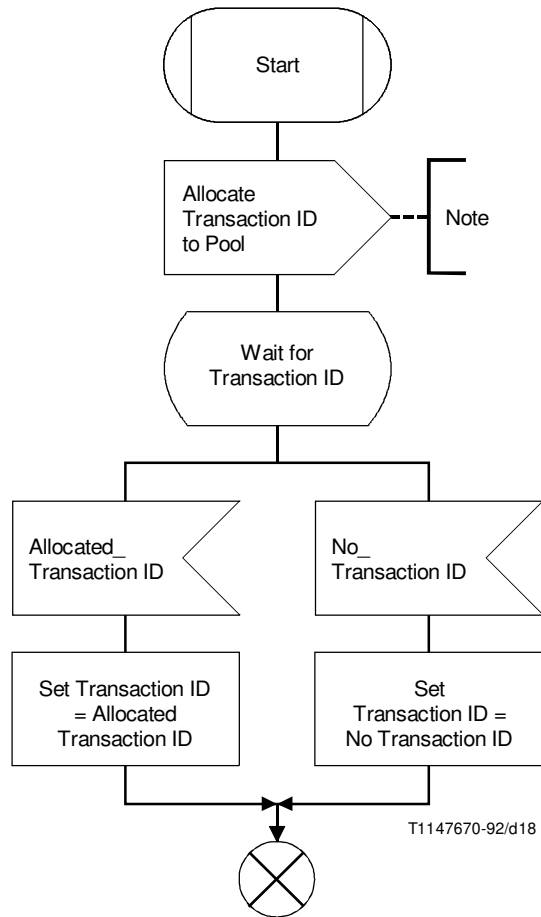 Start
Allocate
Transaction ID
to Pool
Note
Wait for
Transaction ID
Allocated_
Transaction ID
No_
Transaction ID
Set Transaction ID
= Allocated
Transaction ID
Set
Transaction ID =
No Transaction ID
T1147670-92/d18